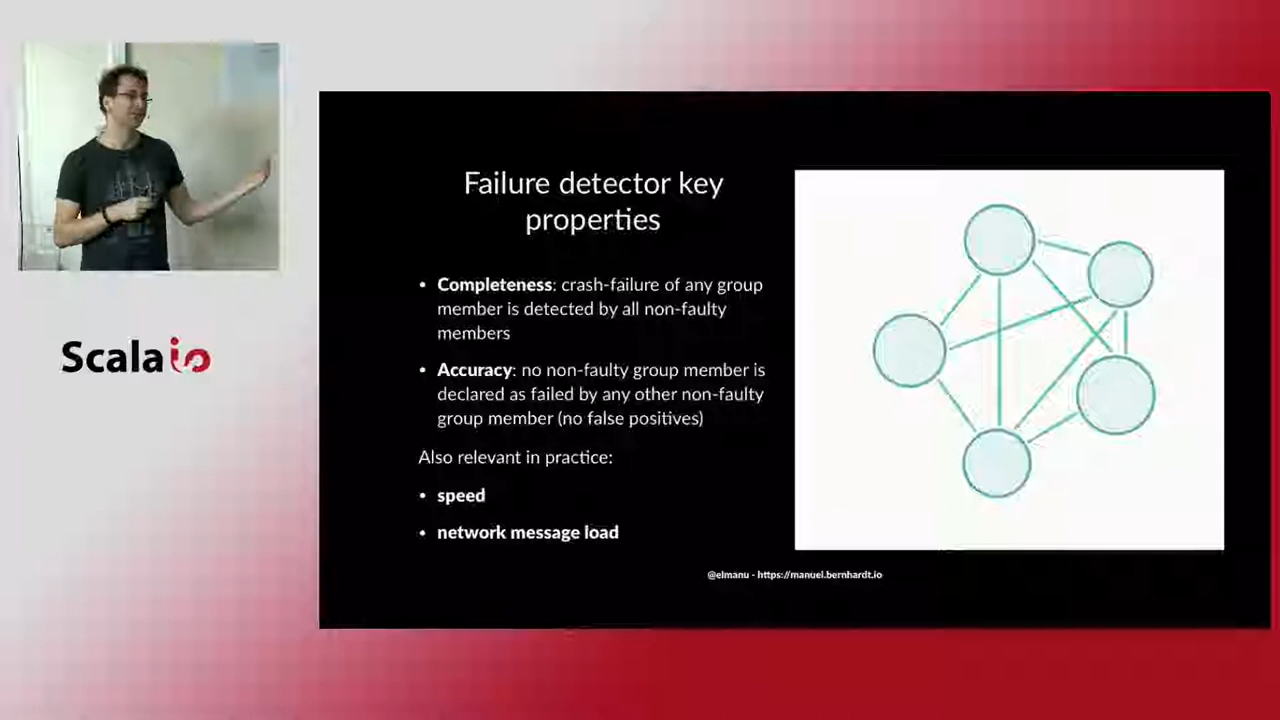 Scala io
Failure detector key
properties
• Completeness: crash-failure of any group
member is detected by all non-faulty
members
• Accuracy: no non-faulty group member is
declared as failed by any other non-faulty
group member (no false positives)
Also relevant in practice:
• speed
• network message load
@elmanu - https://manuel.bernhardt.io